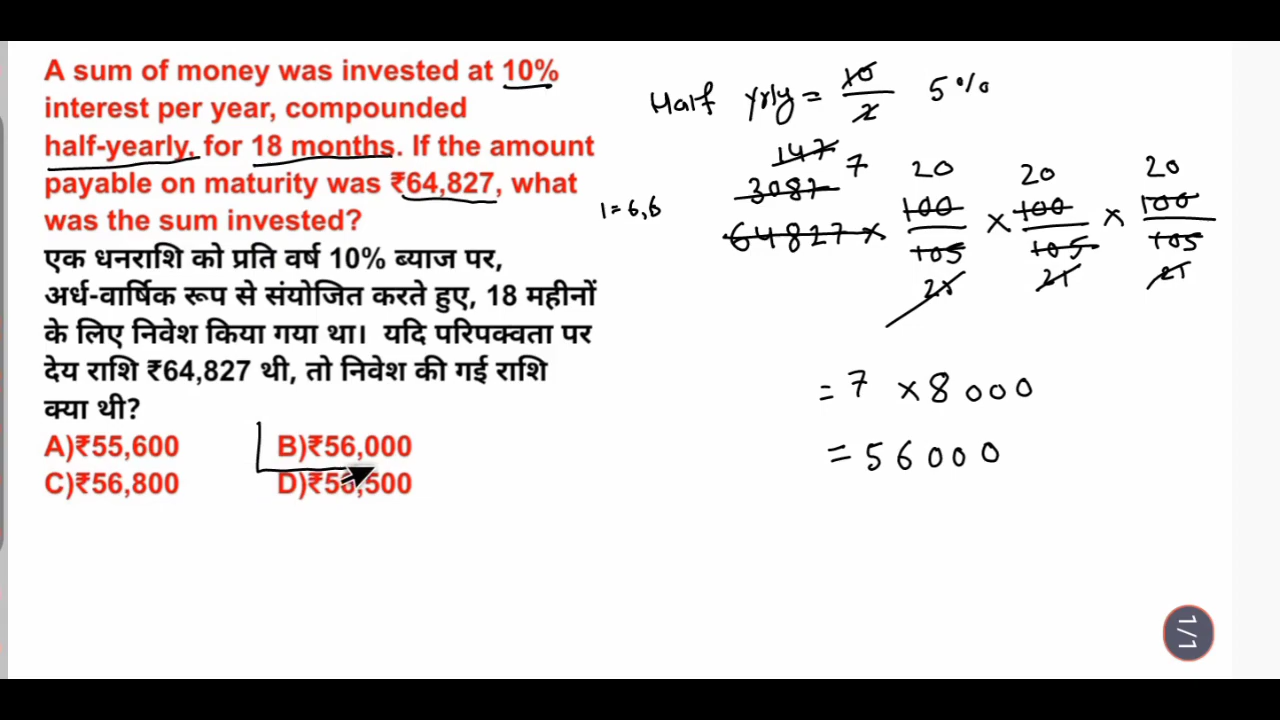 A sum of money was invested at 10%
interest per year, compounded
half-yearly, for 18 months. If the amount
payable on maturity was ₹64,827, what
was the sum invested?
एक धनराशि को प्रति वर्ष 10% ब्याज पर,
अर्ध-वार्षिक रूप से संयोजित करते हुए, 18 महीनों
के लिए निवेश किया गया था। यदि परिपक्वता पर
देय राशि ₹64,827 थी, तो निवेश की गई राशि
क्या थी?
A)₹55,600 B)₹56,000
C)₹56,800 D)₹56,500
Half yrly = 10/2 5%
147 7 20 20 20
3087 100 100 100
1=6,6 64827 × × ×
105 105 105
21 21 21
= 7 × 8000
= 56000
1/1